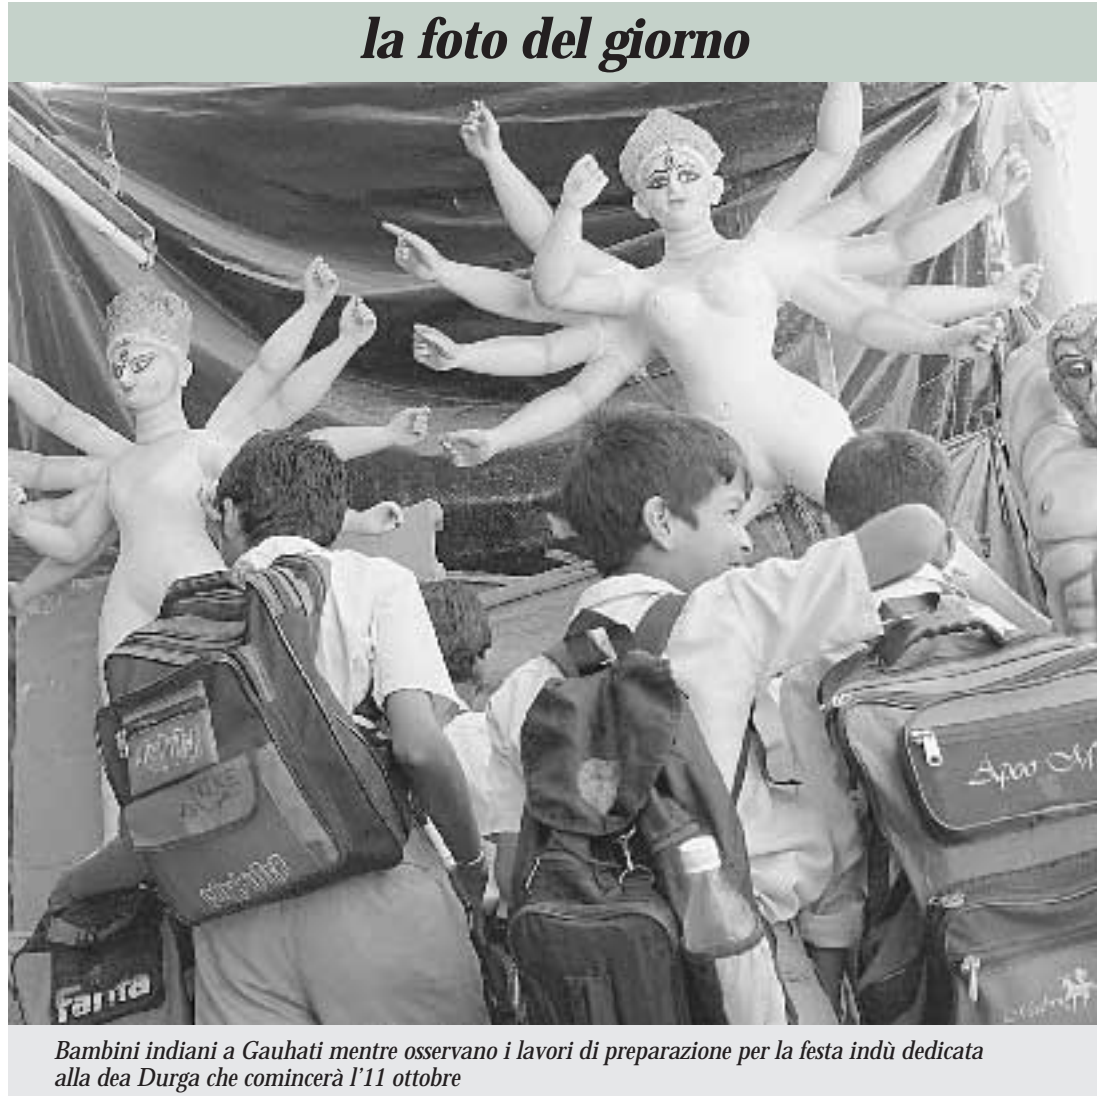 la foto del giorno
Fanta
Bambini indiani a Gauhati mentre osservano i lavori di preparazione per la festa indù dedicata
alla dea Durga che comincerà l'11 ottobre